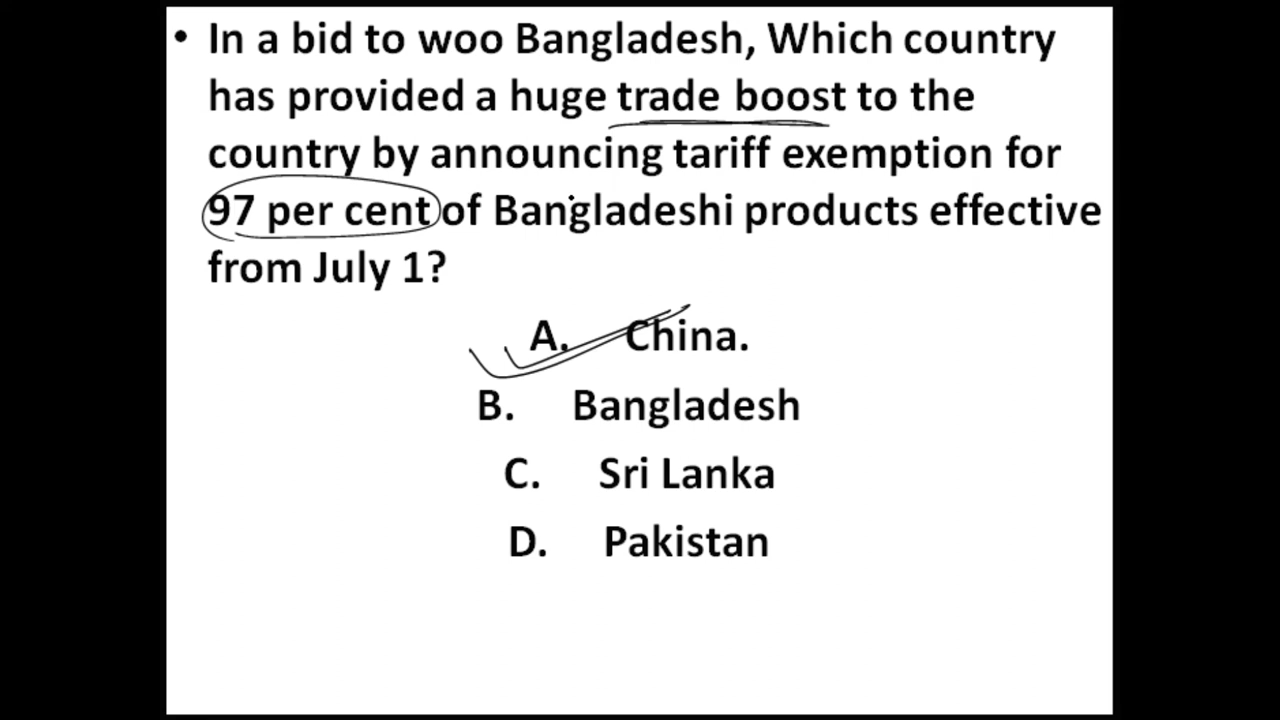 • In a bid to woo Bangladesh, Which country
has provided a huge trade boost to the
country by announcing tariff exemption for
97 per cent of Bangladeshi products effective
from July 1?
A. China.
B. Bangladesh
C. Sri Lanka
D. Pakistan